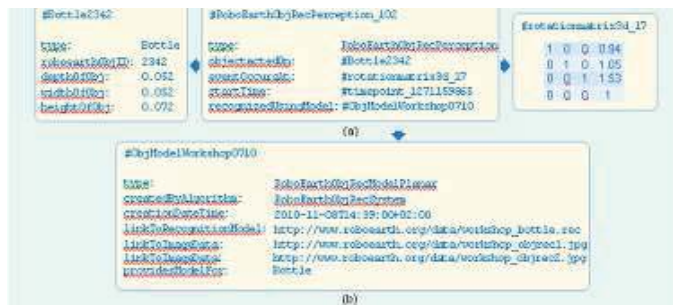 #Bottle2342
type: Bottle
roboearthObjID: 2342
depthOfObj: 0.052
widthOfObj: 0.052
heightOfObj: 0.072
#RoboEarthObjRecPerception_102
type: RoboEarthObjRecPerception
objectActedOn: #Bottle2342
eventOccursAt: #rotationmatrix3d_17
startTime: #timepoint_1271159865
recognizedUsingModel: #ObjModelWorkshop0710
#rotationmatrix3d_17
1 0 0 0.94
0 1 0 1.05
0 0 1 1.53
0 0 0 1
(a)
#ObjModelWorkshop0710
type: RoboEarthObjRecModelPlanar
createdByAlgorithm: RoboEarthObjRecSystem
creationDateTime: 2010-11-08T14:39:00+02:00
linkToRecognitionModel: http://www.roboearth.org/data/workshop_bottle.rec
linkToImageData: http://www.roboearth.org/data/workshop_objrec1.jpg
linkToImageData: http://www.roboearth.org/data/workshop_objrec2.jpg
providesModelFor: Bottle
(b)